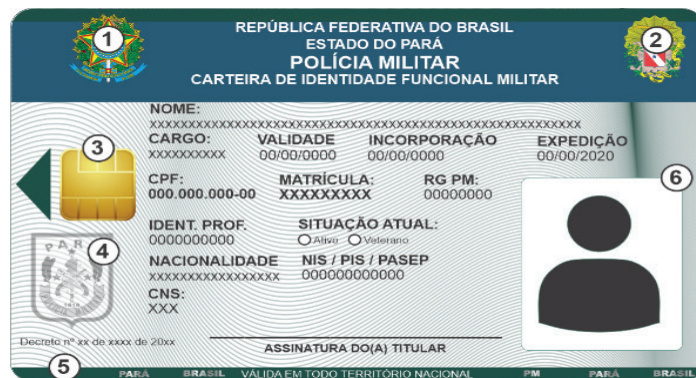 REPÚBLICA FEDERATIVA DO BRASIL
ESTADO DO PARÁ
POLÍCIA MILITAR
CARTEIRA DE IDENTIDADE FUNCIONAL MILITAR
1
2
NOME:
xxxxxxxxxxxxxxxxxxxxxxxxxxxxxxxxxxxxxxxxxxxxxxxxxxxxx
CARGO: VALIDADE INCORPORAÇÃO EXPEDIÇÃO
xxxxxxxxxx 00/00/0000 00/00/0000 00/00/2020
3
CPF: MATRÍCULA: RG PM:
000.000.000-00 XXXXXXXXX 00000000
6
IDENT. PROF. SITUAÇÃO ATUAL:
0000000000 Ativo Veterano
PARÁ
4
NACIONALIDADE NIS / PIS / PASEP
xxxxxxxxxxxxxxxxx 000000000000
1818
CNS:
XXX
Decreto nº xx de xxxx de 20xx
ASSINATURA DO(A) TITULAR
5
PARÁ BRASIL VÁLIDA EM TODO TERRITÓRIO NACIONAL PM PARÁ BRASIL